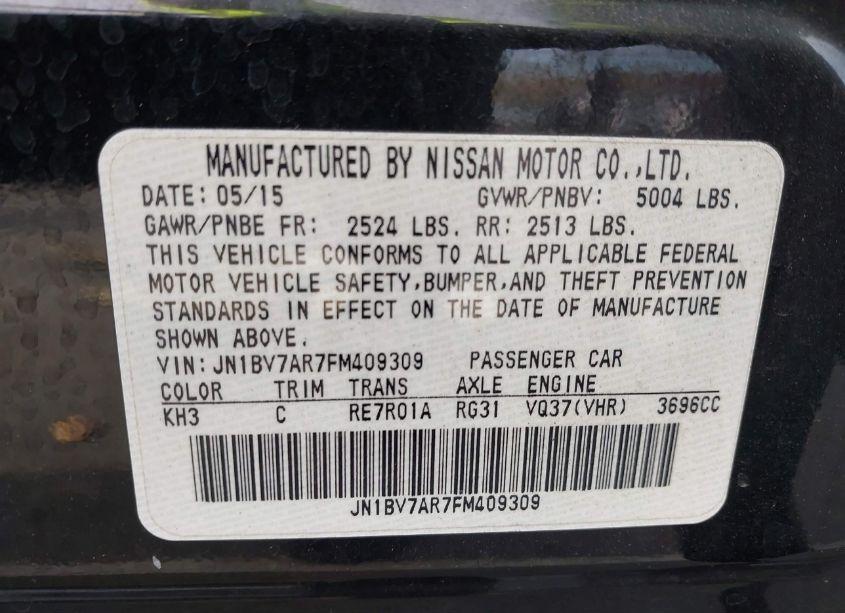 MANUFACTURED BY NISSAN MOTOR CO.,LTD.
DATE: 05/15 GVWR/PNBV: 5004 LBS.
GAWR/PNBE FR: 2524 LBS. RR: 2513 LBS.
THIS VEHICLE CONFORMS TO ALL APPLICABLE FEDERAL
MOTOR VEHICLE SAFETY,BUMPER,AND THEFT PREVENTION
STANDARDS IN EFFECT ON THE DATE OF MANUFACTURE
SHOWN ABOVE.
VIN:JN1BV7AR7FM409309 PASSENGER CAR
COLOR TRIM TRANS AXLE ENGINE
KH3 C RE7R01A RG31 VQ37(VHR) 3696CC
JN1BV7AR7FM409309